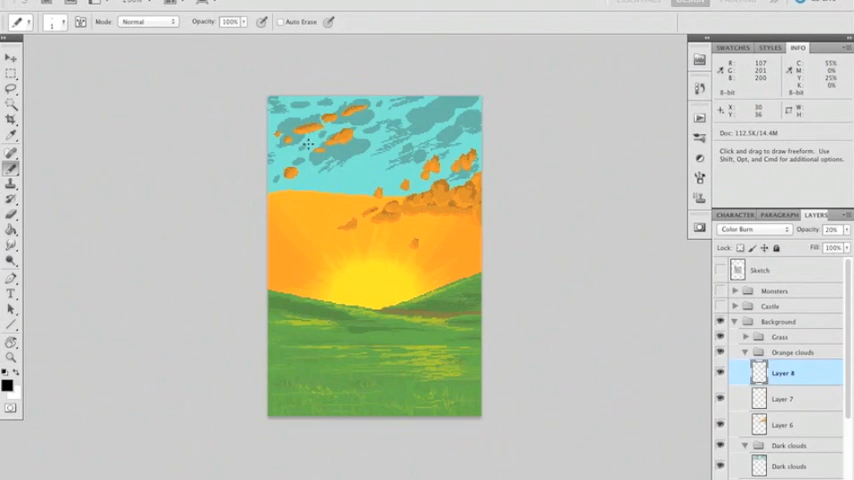 Mode: Normal
Opacity: 100%
Auto Erase
SWATCHES STYLES INFO
R: 107 C: 55%
G: 201 M: 0%
B: 200 Y: 25%
K: 0%
8-bit 8-bit
X: 30 W:
Y: 36 H:
Doc: 112.5K/14.4M
Click and drag to draw freeform. Use
Shift, Opt, and Cmd for additional options.
CHARACTER PARAGRAPH LAYERS
Color Burn Opacity: 20%
Lock: Fill: 100%
Sketch
Monsters
Castle
Background
Grass
Orange clouds
Layer 8
Layer 7
Layer 6
Dark clouds
Dark clouds